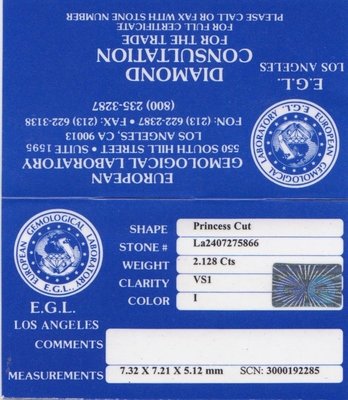 PLEASE CALL OR FAX WITH STONE NUMBER
FOR FULL CERTIFICATE
FOR THE TRADE
CONSULTATION
DIAMOND
E.G.L.
LOS ANGELES
(800) 235-3287
FON: (213) 622-2387 • FAX: (213) 622-3138
LOS ANGELES, CA 90013
550 SOUTH HILL STREET • SUITE 1595
GEMOLOGICAL LABORATORY
EUROPEAN
EUROPEAN GEMOLOGICAL LABORATORY
E.G.L.
EUROPEAN GEMOLOGICAL LABORATORY
E.G.L.
E.G.L.
LOS ANGELES
SHAPE Princess Cut
STONE # La2407275866
WEIGHT 2.128 Cts
CLARITY VS1
COLOR I
COMMENTS
MEASUREMENTS 7.32 X 7.21 X 5.12 mm SCN: 3000192285